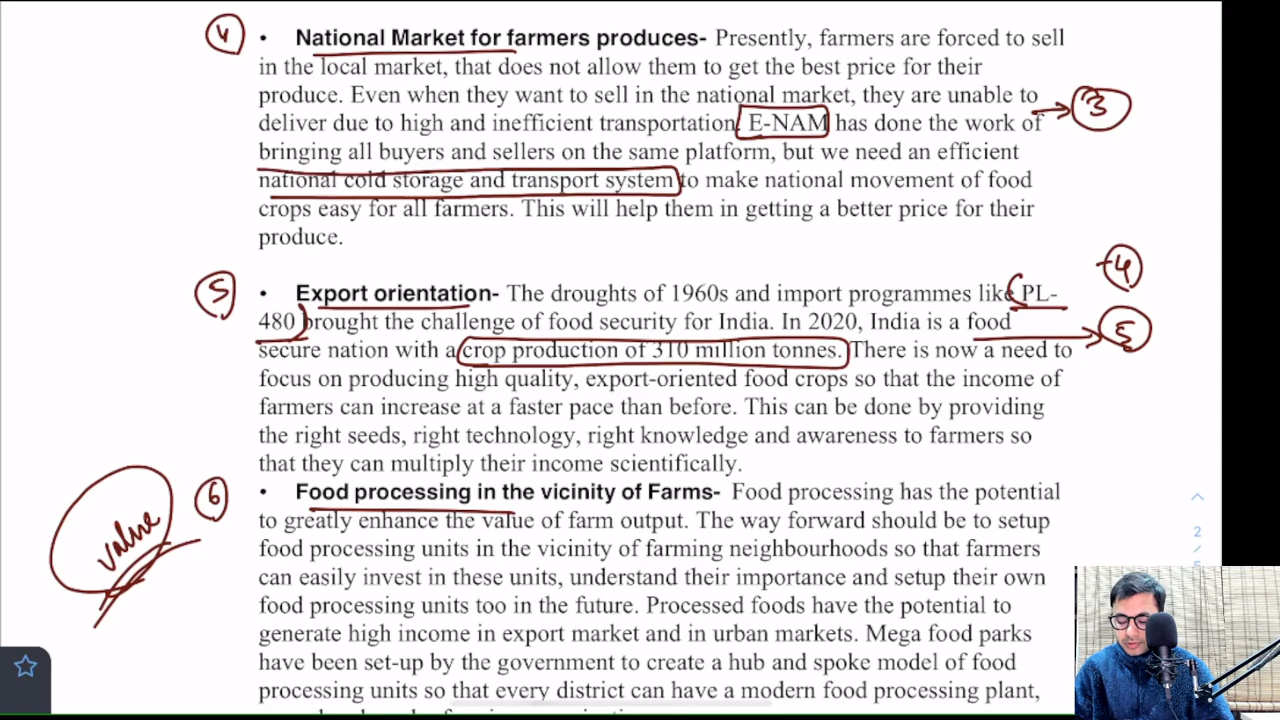 4
• National Market for farmers produces- Presently, farmers are forced to sell
in the local market, that does not allow them to get the best price for their
produce. Even when they want to sell in the national market, they are unable to
3
deliver due to high and inefficient transportation. E-NAM has done the work of
bringing all buyers and sellers on the same platform, but we need an efficient
national cold storage and transport system to make national movement of food
crops easy for all farmers. This will help them in getting a better price for their
produce.
4
5
• Export orientation- The droughts of 1960s and import programmes like PL-
480 brought the challenge of food security for India. In 2020, India is a food
secure nation with a crop production of 310 million tonnes. There is now a need to
focus on producing high quality, export-oriented food crops so that the income of
farmers can increase at a faster pace than before. This can be done by providing
the right seeds, right technology, right knowledge and awareness to farmers so
that they can multiply their income scientifically.
6
• Food processing in the vicinity of Farms- Food processing has the potential
to greatly enhance the value of farm output. The way forward should be to setup
value
food processing units in the vicinity of farming neighbourhoods so that farmers
can easily invest in these units, understand their importance and setup their own
food processing units too in the future. Processed foods have the potential to
generate high income in export market and in urban markets. Mega food parks
have been set-up by the government to create a hub and spoke model of food
processing units so that every district can have a modern food processing plant,
2
/